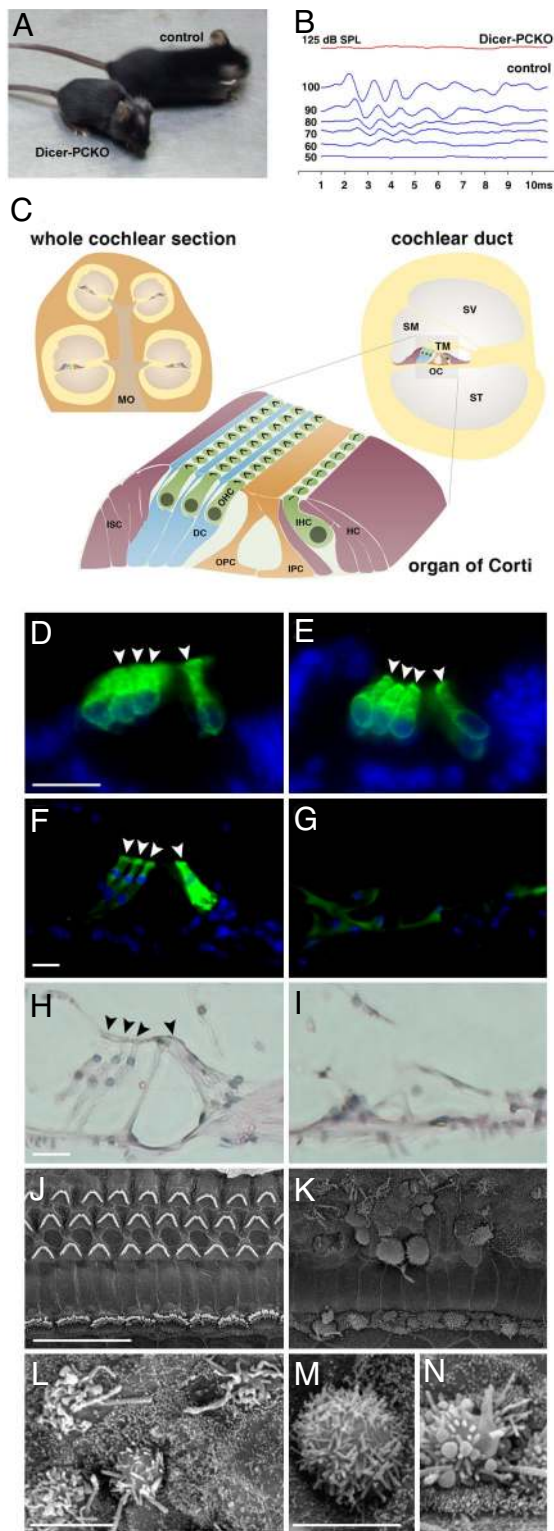 A
control
Dicer-PCKO
B
125 dB SPL
Dicer-PCKO
control
100
90
80
70
60
50
1 2 3 4 5 6 7 8 9 10ms
C
whole cochlear section
cochlear duct
MO
SV
SM
TM
OC
ST
ISC
DC
OHC
OPC
IPC
IHC
HC
organ of Corti
D
E
F
G
H
I
J
K
L
M
N